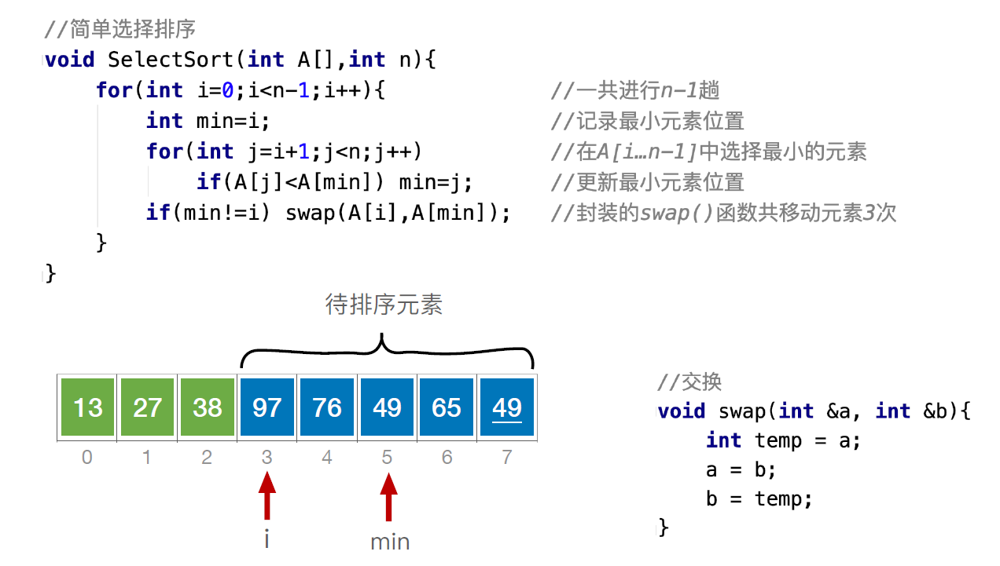 //简单选择排序
void SelectSort(int A[],int n){
for(int i=0;i<n-1;i++){ //一共进行n-1趟
int min=i; //记录最小元素位置
for(int j=i+1;j<n;j++) //在A[i…n-1]中选择最小的元素
if(A[j]<A[min]) min=j; //更新最小元素位置
if(min!=i) swap(A[i],A[min]); //封装的swap()函数共移动元素3次
}
}
待排序元素
13 27 38 97 76 49 65 49
0 1 2 3 4 5 6 7
i min
//交换
void swap(int &a, int &b){
int temp = a;
a = b;
b = temp;
}